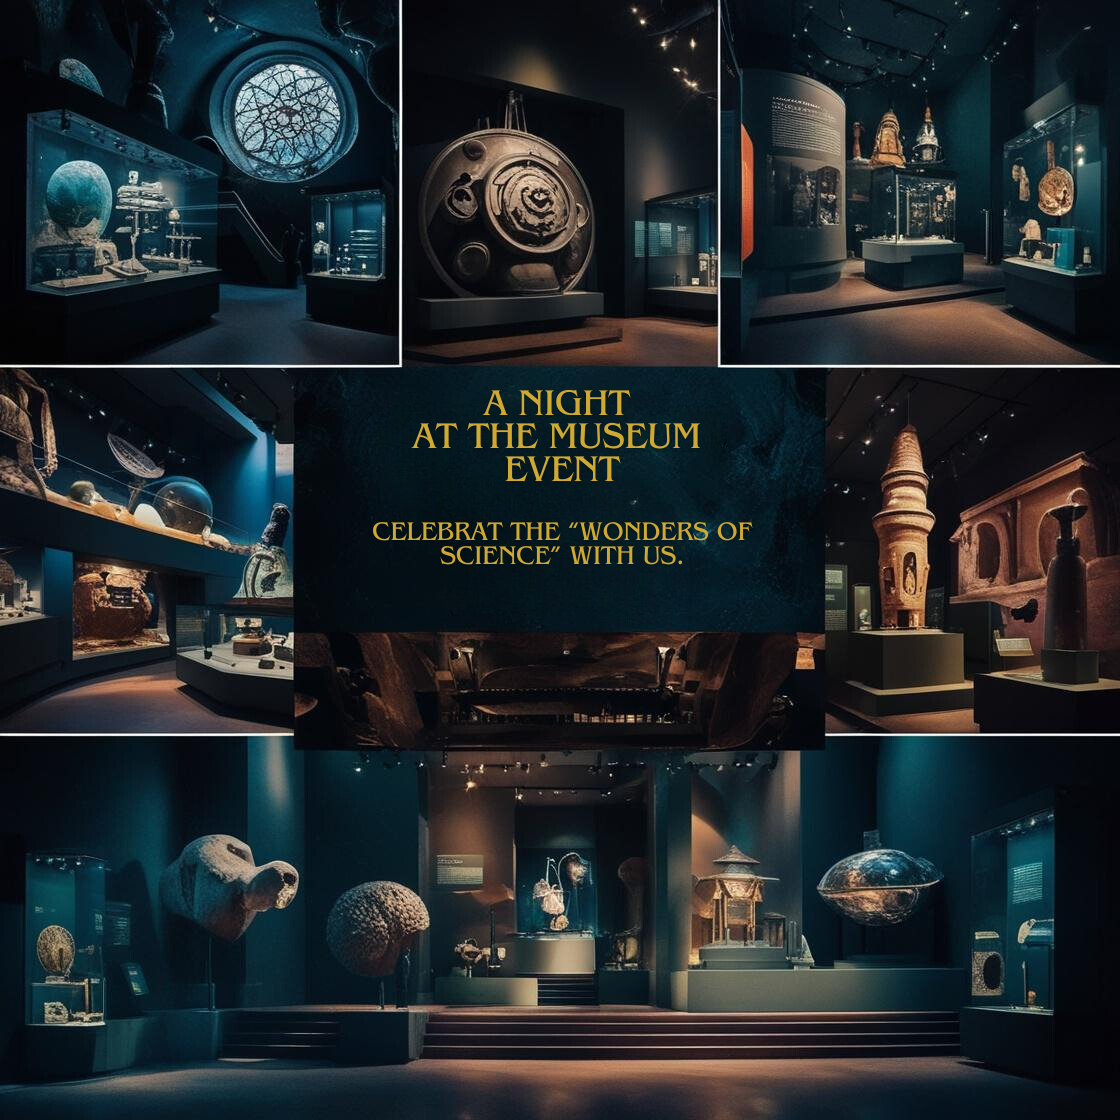 A NIGHT
AT THE MUSEUM
EVENT
CELEBRAT THE “WONDERS OF
SCIENCE” WITH US.